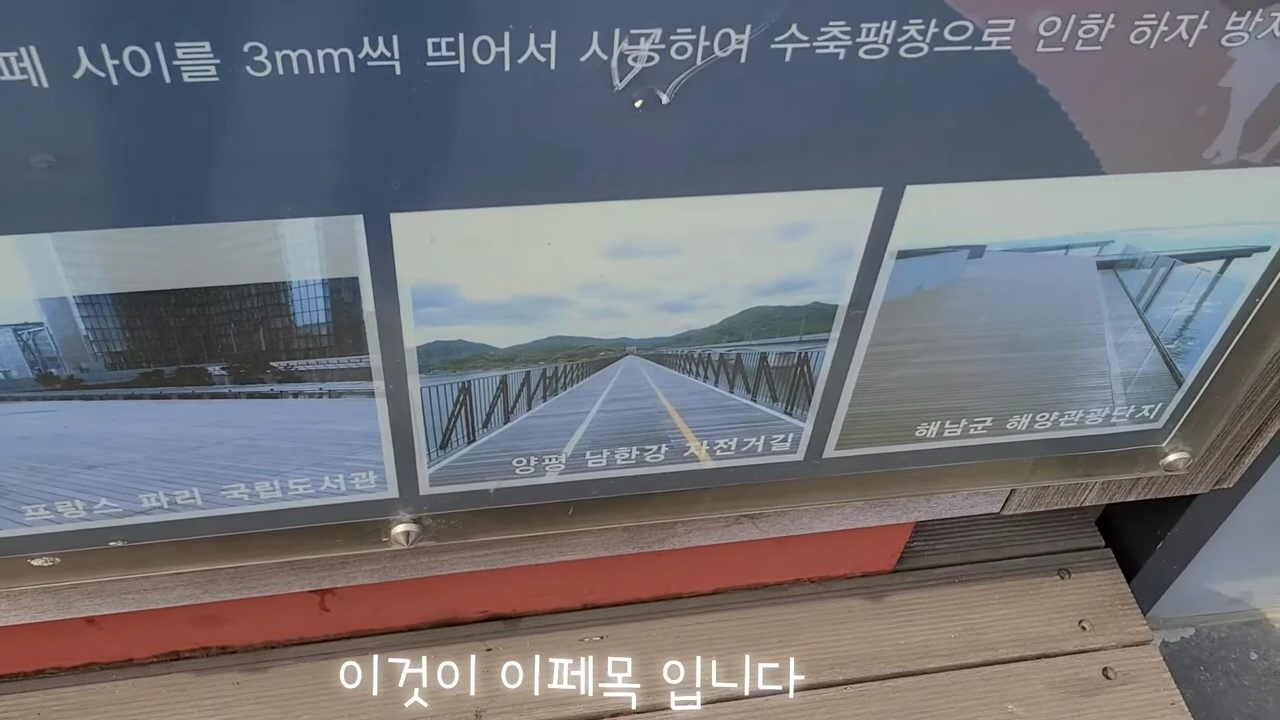 페 사이를 3mm씩 띄어서 시공하여 수축팽창으로 인한 하자 방지
프랑스 파리 국립도서관
양평 남한강 자전거길
해남군 해양관광단지
이것이 이페목 입니다